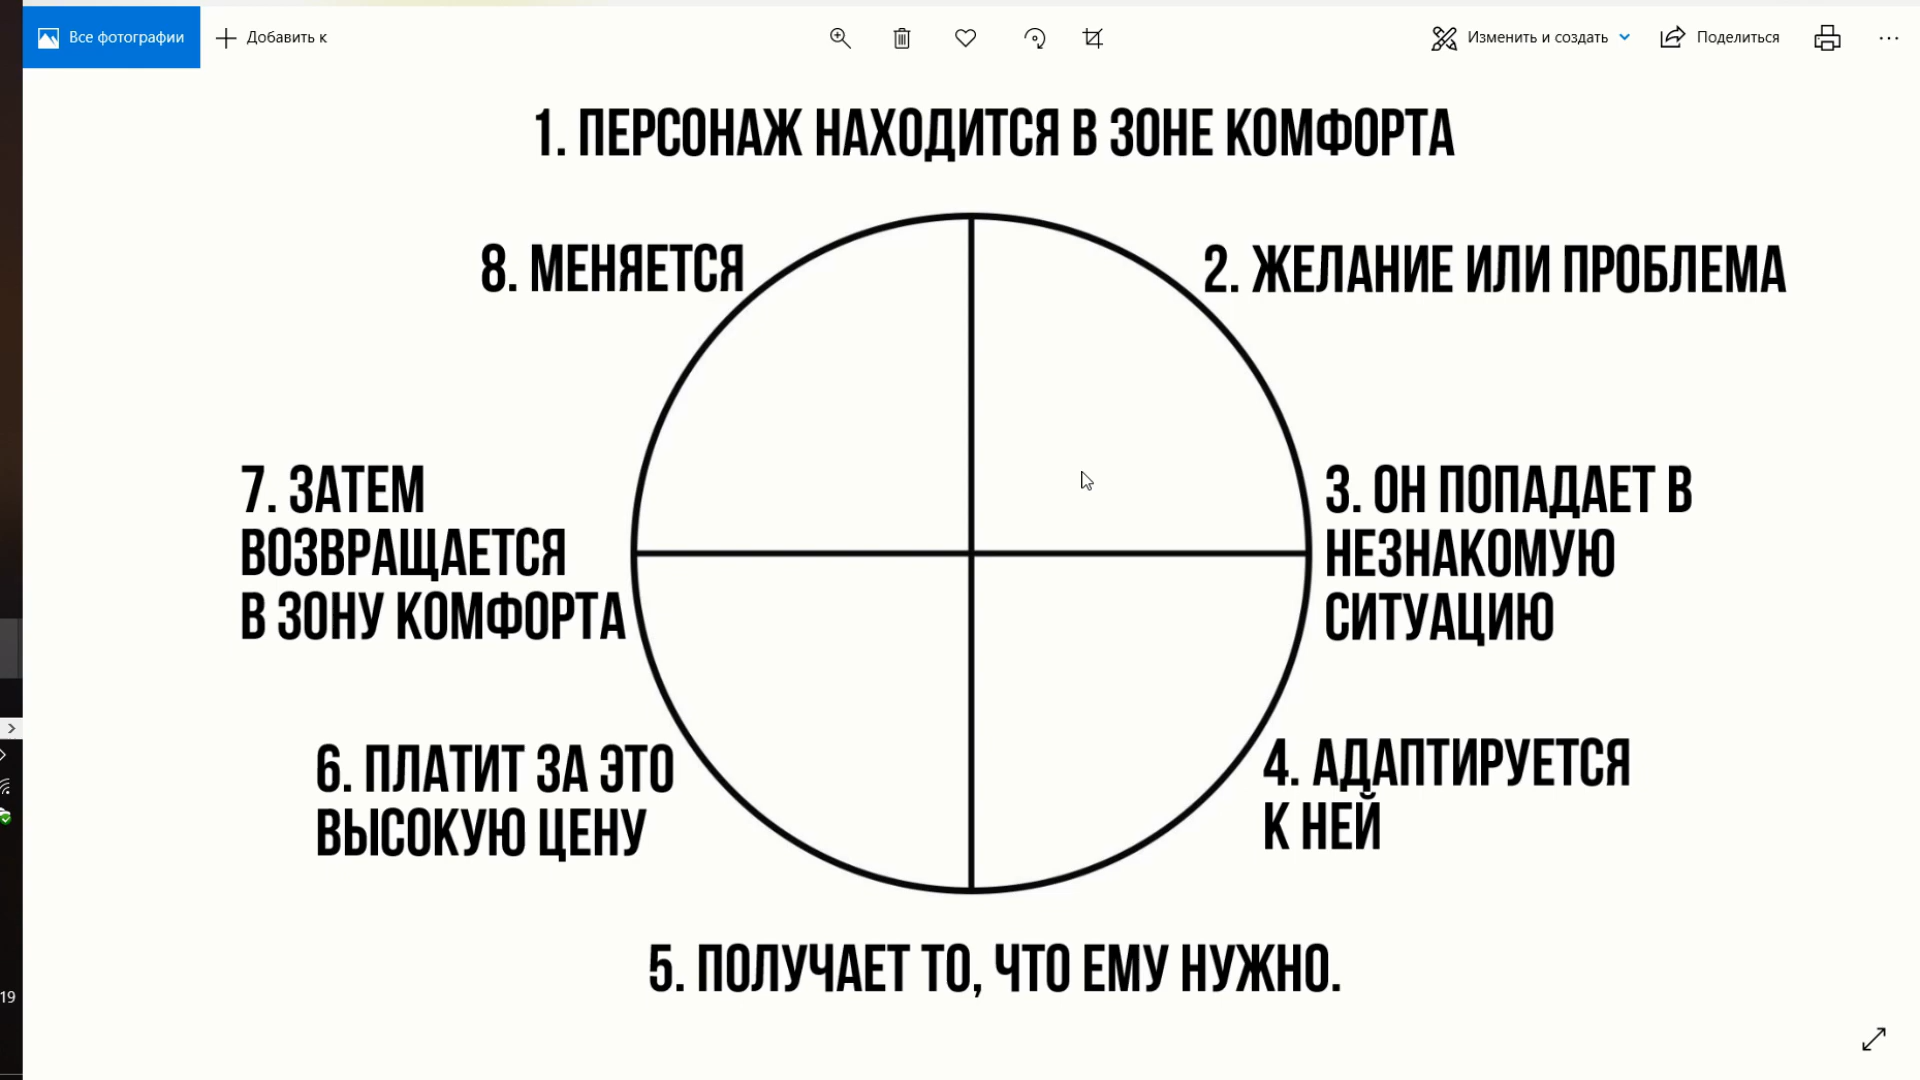 Все фотографии
Добавить к
Изменить и создать
Поделиться
1. ПЕРСОНАЖ НАХОДИТСЯ В ЗОНЕ КОМФОРТА
8. МЕНЯЕТСЯ
2. ЖЕЛАНИЕ ИЛИ ПРОБЛЕМА
7. ЗАТЕМ
ВОЗВРАЩАЕТСЯ
В ЗОНУ КОМФОРТА
3. ОН ПОПАДАЕТ В
НЕЗНАКОМУЮ
СИТУАЦИЮ
6. ПЛАТИТ ЗА ЭТО
ВЫСОКУЮ ЦЕНУ
4. АДАПТИРУЕТСЯ
К НЕЙ
5. ПОЛУЧАЕТ ТО, ЧТО ЕМУ НУЖНО.
19